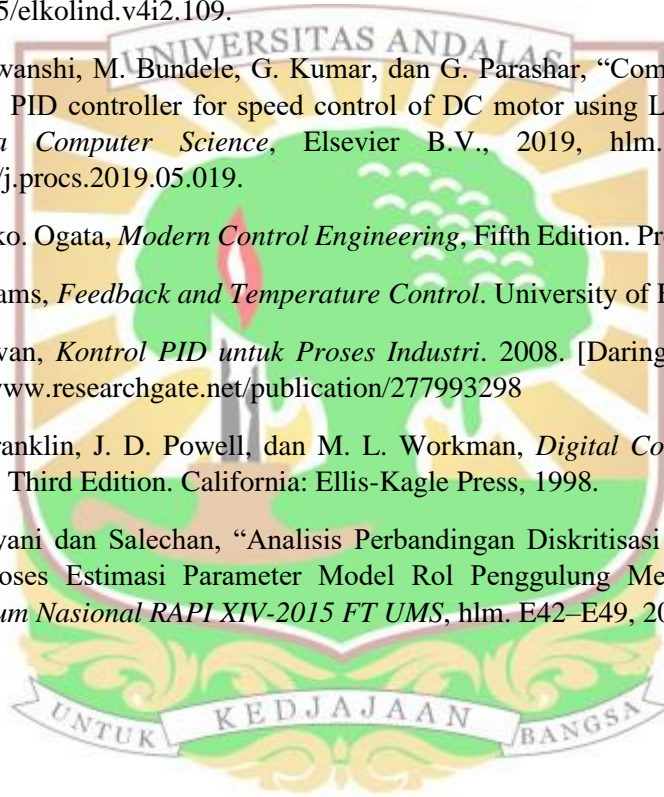 5/elkolind.v4i2.109.
UNIVERSITAS ANDALAS
wanshi, M. Bundele, G. Kumar, dan G. Parashar, “Com
PID controller for speed control of DC motor using L
a Computer Science, Elsevier B.V., 2019, hlm.
/j.procs.2019.05.019.
ko. Ogata, Modern Control Engineering, Fifth Edition. Pr
ams, Feedback and Temperature Control. University of
wan, Kontrol PID untuk Proses Industri. 2008. [Daring
www.researchgate.net/publication/277993298
ranklin, J. D. Powell, dan M. L. Workman, Digital Co
Third Edition. California: Ellis-Kagle Press, 1998.
yani dan Salechan, “Analisis Perbandingan Diskritisasi
oses Estimasi Parameter Model Rol Penggulung Me
um Nasional RAPI XIV-2015 FT UMS, hlm. E42–E49, 20
UNTUK KEDJAJAAN BANGSA